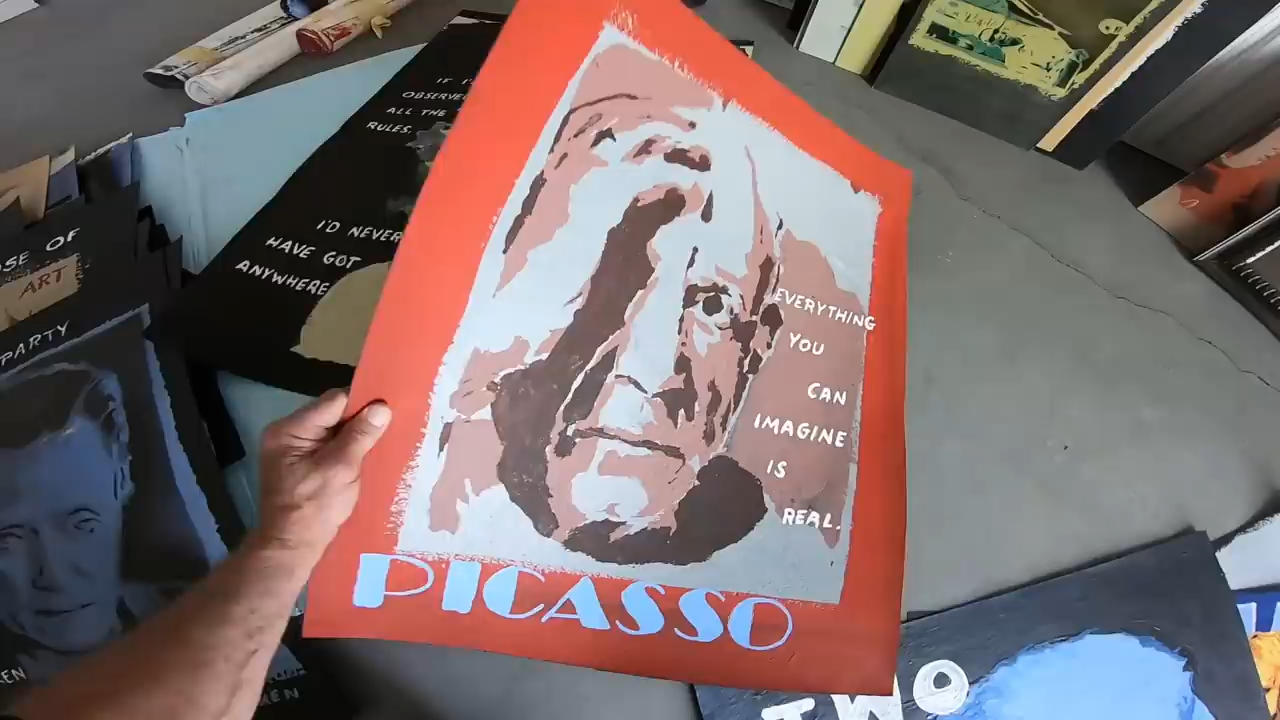 IF I'
OBSERVE
ALL THE
RULES,
I'D NEVER
HAVE GOT
ANYWHERE
SE OF
ART
PARTY
EVERYTHING
YOU
CAN
IMAGINE
IS
REAL.
PICASSO
TWO